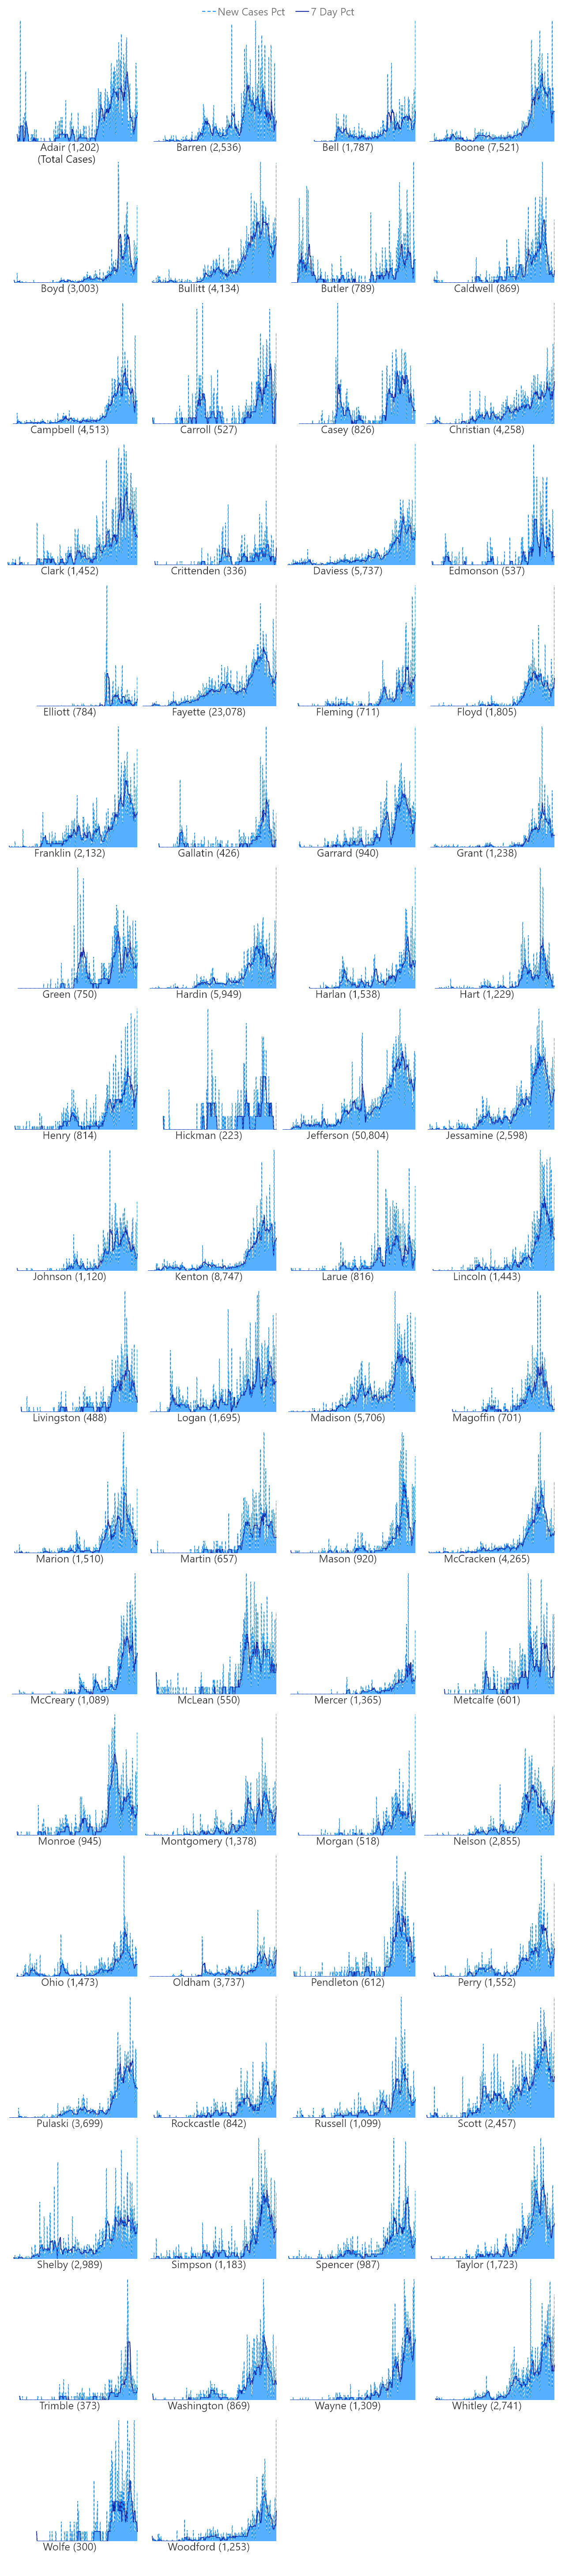 New Cases Pct 7 Day Pct
Adair (1,202) Barren (2,536) Bell (1,787) Boone (7,521)
(Total Cases)
Boyd (3,003) Bullitt (4,134) Butler (789) Caldwell (869)
Campbell (4,513) Carroll (527) Casey (826) Christian (4,258)
Clark (1,452) Crittenden (336) Daviess (5,737) Edmonson (537)
Elliott (784) Fayette (23,078) Fleming (711) Floyd (1,805)
Franklin (2,132) Gallatin (426) Garrard (940) Grant (1,238)
Green (750) Hardin (5,949) Harlan (1,538) Hart (1,229)
Henry (814) Hickman (223) Jefferson (50,804) Jessamine (2,598)
Johnson (1,120) Kenton (8,747) Larue (816) Lincoln (1,443)
Livingston (488) Logan (1,695) Madison (5,706) Magoffin (701)
Marion (1,510) Martin (657) Mason (920) McCracken (4,265)
McCreary (1,089) McLean (550) Mercer (1,365) Metcalfe (601)
Monroe (945) Montgomery (1,378) Morgan (518) Nelson (2,855)
Ohio (1,473) Oldham (3,737) Pendleton (612) Perry (1,552)
Pulaski (3,699) Rockcastle (842) Russell (1,099) Scott (2,457)
Shelby (2,989) Simpson (1,183) Spencer (987) Taylor (1,723)
Trimble (373) Washington (869) Wayne (1,309) Whitley (2,741)
Wolfe (300) Woodford (1,253)